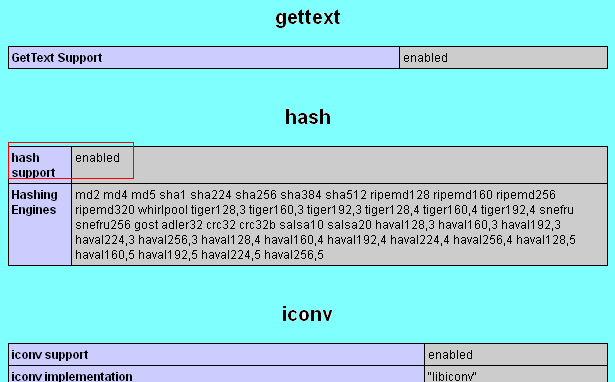 gettext
GetText Support enabled
hash
hash support enabled
Hashing Engines md2 md4 md5 sha1 sha224 sha256 sha384 sha512 ripemd128 ripemd160 ripemd256
ripemd320 whirlpool tiger128,3 tiger160,3 tiger192,3 tiger128,4 tiger160,4 tiger192,4 snefru
snefru256 gost adler32 crc32 crc32b salsa10 salsa20 haval128,3 haval160,3 haval192,3
haval224,3 haval256,3 haval128,4 haval160,4 haval192,4 haval224,4 haval256,4 haval128,5
haval160,5 haval192,5 haval224,5 haval256,5
iconv
iconv support enabled
iconv implementation "libiconv"